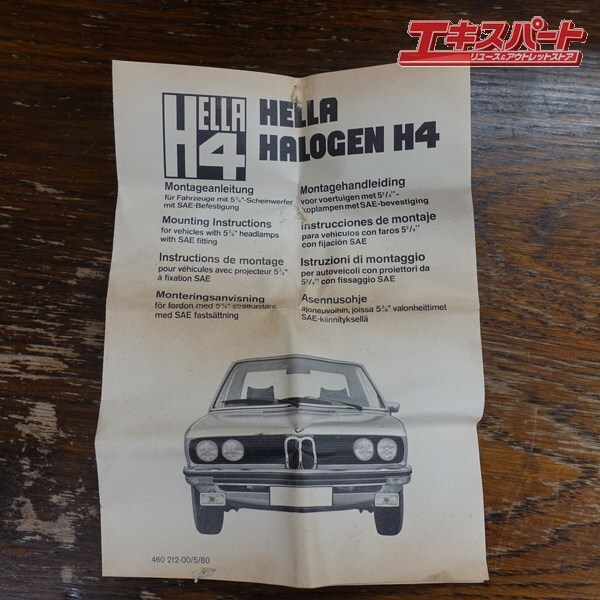 エキスパート
リユース&アウトレットストア
HELLA
H4
HELLA
HALOGEN H4
Montageanleitung
für Fahrzeuge mit 5¾"-Scheinwerfer
mit SAE-Befestigung
Mounting Instructions
for vehicles with 5¾" headlamps
with SAE fitting
Instructions de montage
pour véhicules avec projecteur 5¾"
à fixation SAE
Monteringsanvisning
för fordon med 5¾" strålkastare
med SAE fastsättning
Montagehandleiding
voor voertuigen met 5³/₄"-
koplampen met SAE-bevestiging
Instrucciones de montaje
para vehiculos con faros 5³/₄"
con fijación SAE
Istruzioni di montaggio
per autoveicoli con proiettori da
5³/₄" con fissaggio SAE
Asennusohje
ajoneuvoihin, joissa 5¾" valonheittimet
SAE-kiinnityksellä
460 212-00/5/80